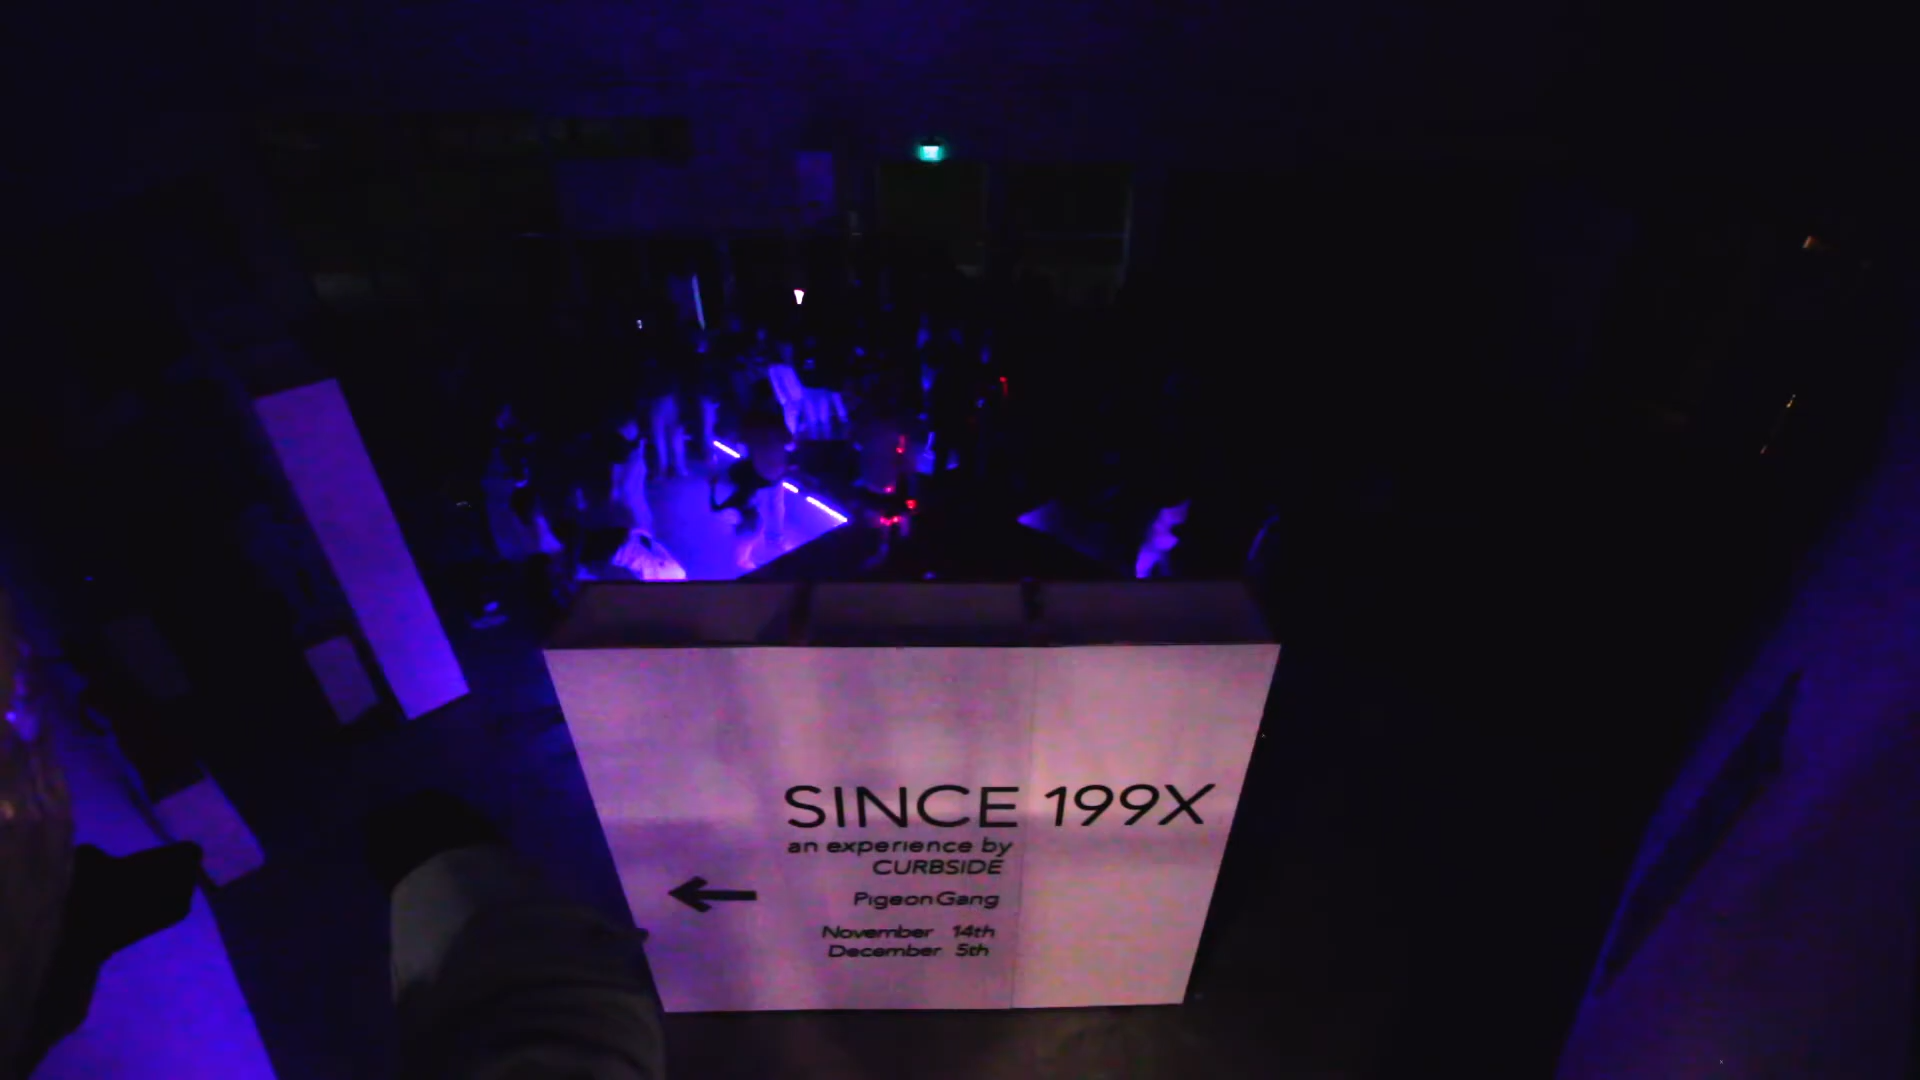 SINCE 199X
an experience by
CURBSIDE
PigeonGang
November 14th
December 5th